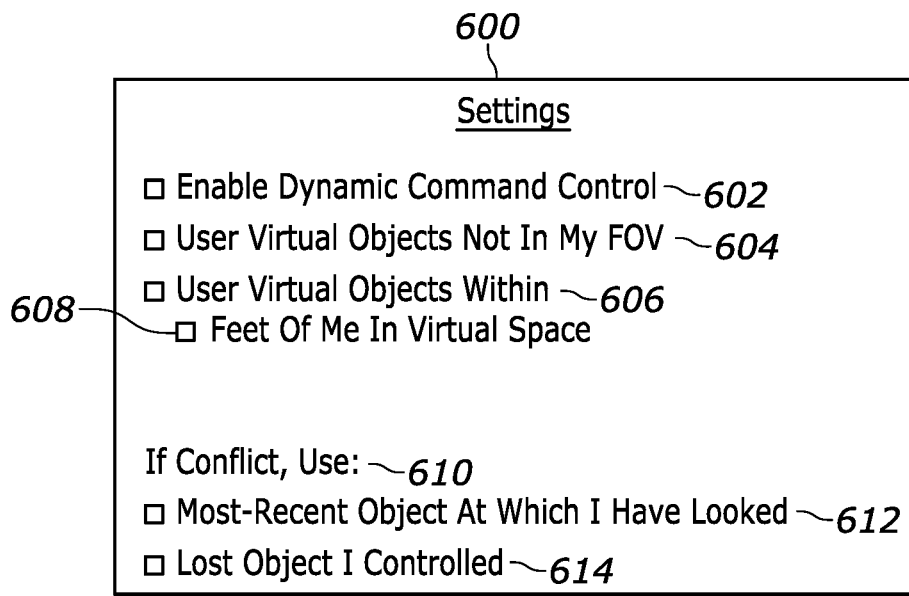 600
Settings
□ Enable Dynamic Command Control 602
□ User Virtual Objects Not In My FOV 604
□ User Virtual Objects Within 606
608 □ Feet Of Me In Virtual Space
If Conflict, Use: 610
□ Most-Recent Object At Which I Have Looked 612
□ Lost Object I Controlled 614